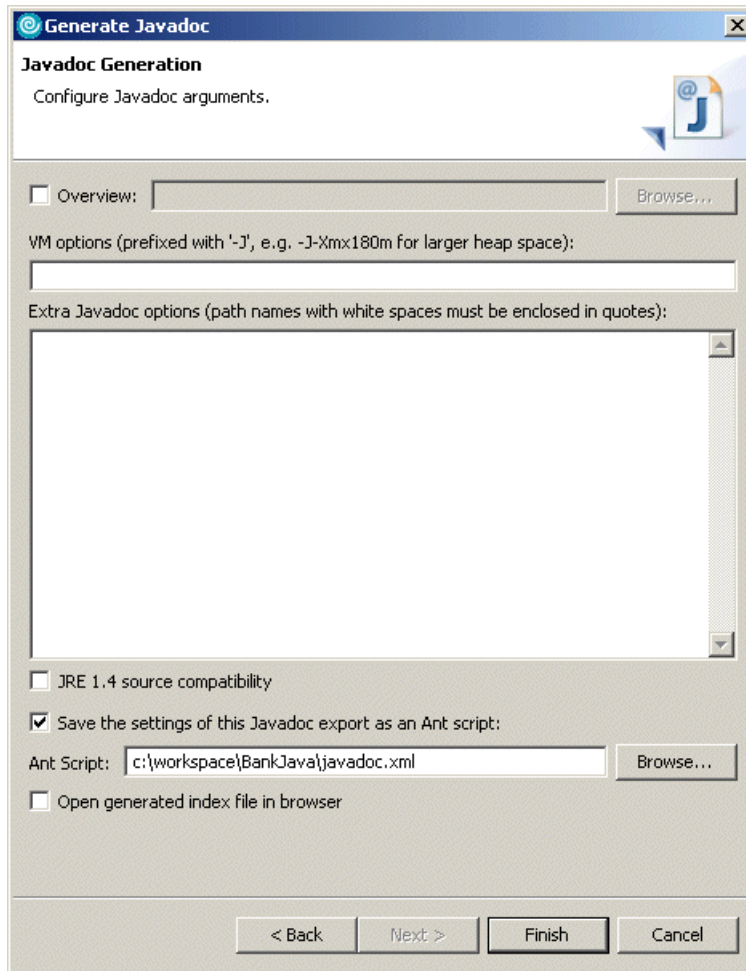 Generate Javadoc
Javadoc Generation
Configure Javadoc arguments.
@J
Overview:
Browse...
VM options (prefixed with '-J', e.g. -J-Xmx180m for larger heap space):
Extra Javadoc options (path names with white spaces must be enclosed in quotes):
JRE 1.4 source compatibility
Save the settings of this Javadoc export as an Ant script:
Ant Script: c:\workspace\BankJava\javadoc.xml Browse...
Open generated index file in browser
< Back Next > Finish Cancel